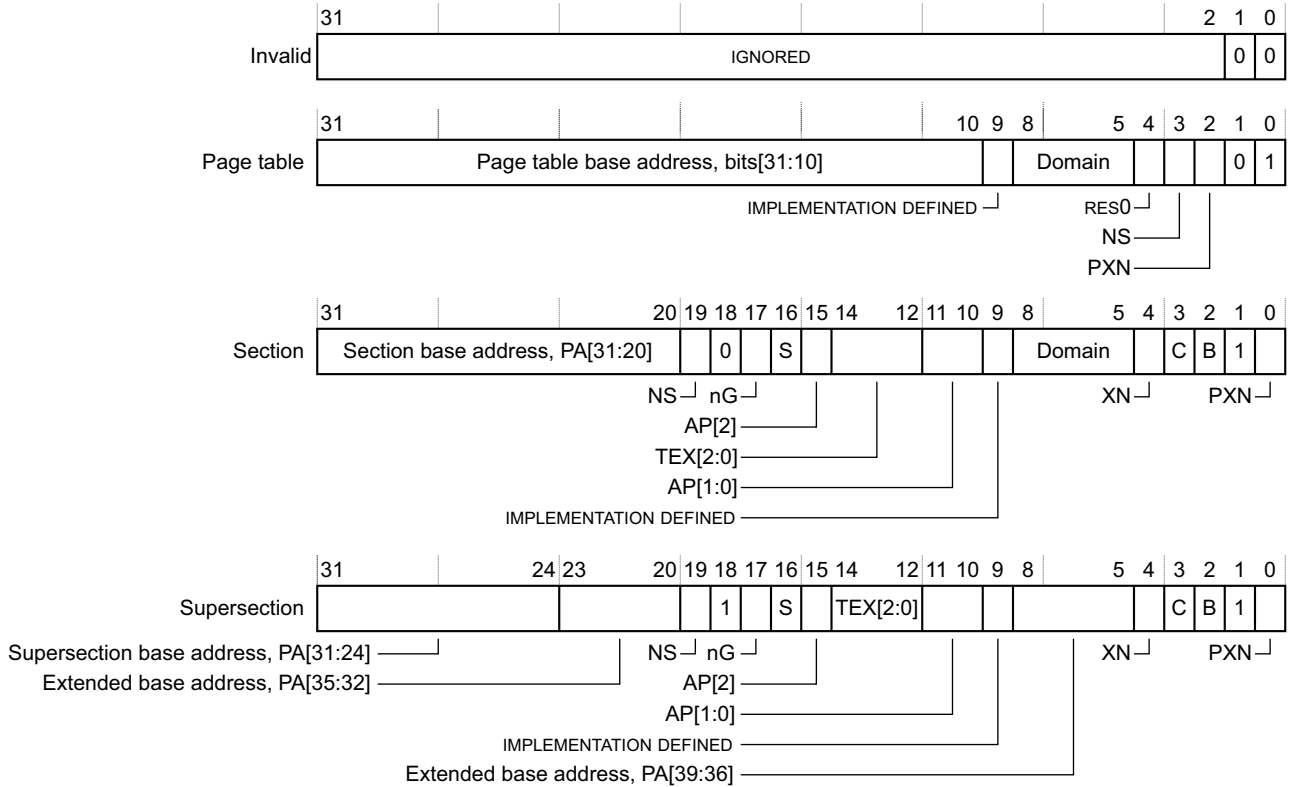 31 2 1 0
Invalid IGNORED 0 0
31 10 9 8 5 4 3 2 1 0
Page table Page table base address, bits[31:10] Domain 0 1
IMPLEMENTATION DEFINED RES0
NS
PXN
31 20 19 18 17 16 15 14 12 11 10 9 8 5 4 3 2 1 0
Section Section base address, PA[31:20] 0 S Domain C B 1
NS nG XN PXN
AP[2]
TEX[2:0]
AP[1:0]
IMPLEMENTATION DEFINED
31 24 23 20 19 18 17 16 15 14 12 11 10 9 8 5 4 3 2 1 0
Supersection 1 S TEX[2:0] C B 1
Supersection base address, PA[31:24] NS nG XN PXN
Extended base address, PA[35:32] AP[2]
AP[1:0]
IMPLEMENTATION DEFINED
Extended base address, PA[39:36]